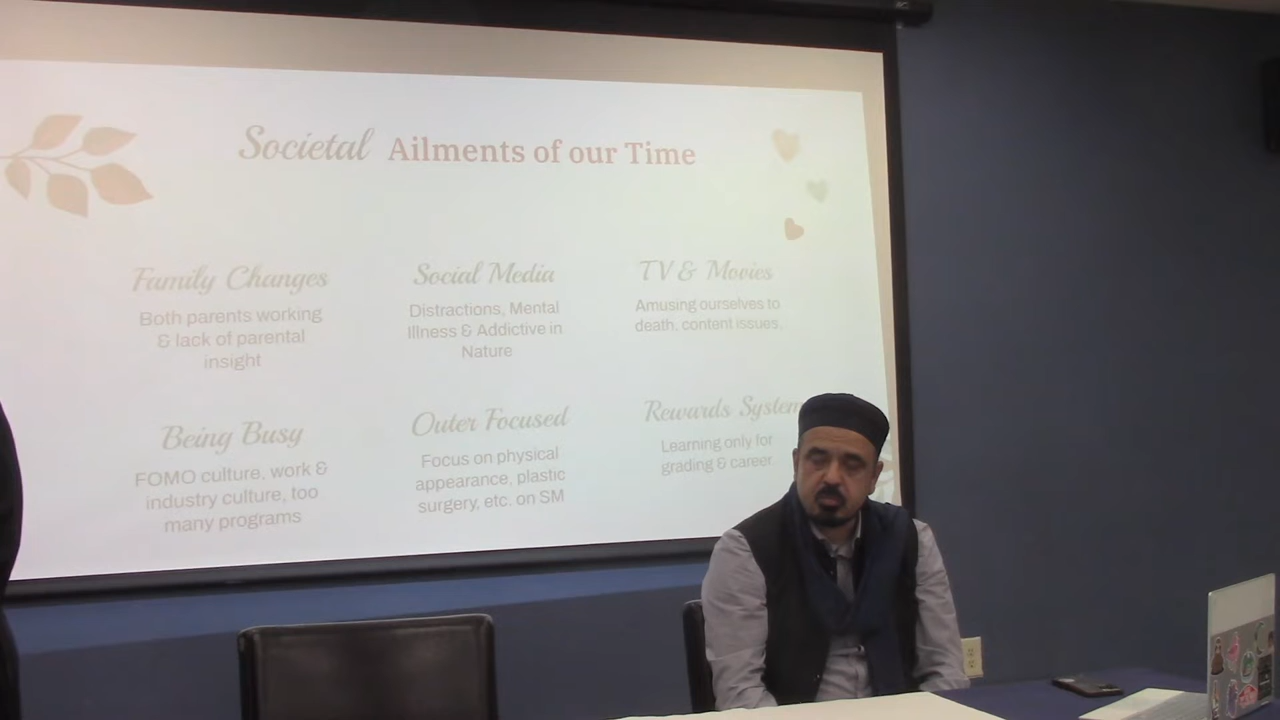 Societal Ailments of our Time
Family Changes
Both parents working
& lack of parental
insight
Social Media
Distractions, Mental
Illness & Addictive in
Nature
TV & Movies
Amusing ourselves to
death, content issues,
Being Busy
FOMO culture, work &
industry culture, too
many programs
Outer Focused
Focus on physical
appearance, plastic
surgery, etc. on SM
Rewards System
Learning only for
grading & career